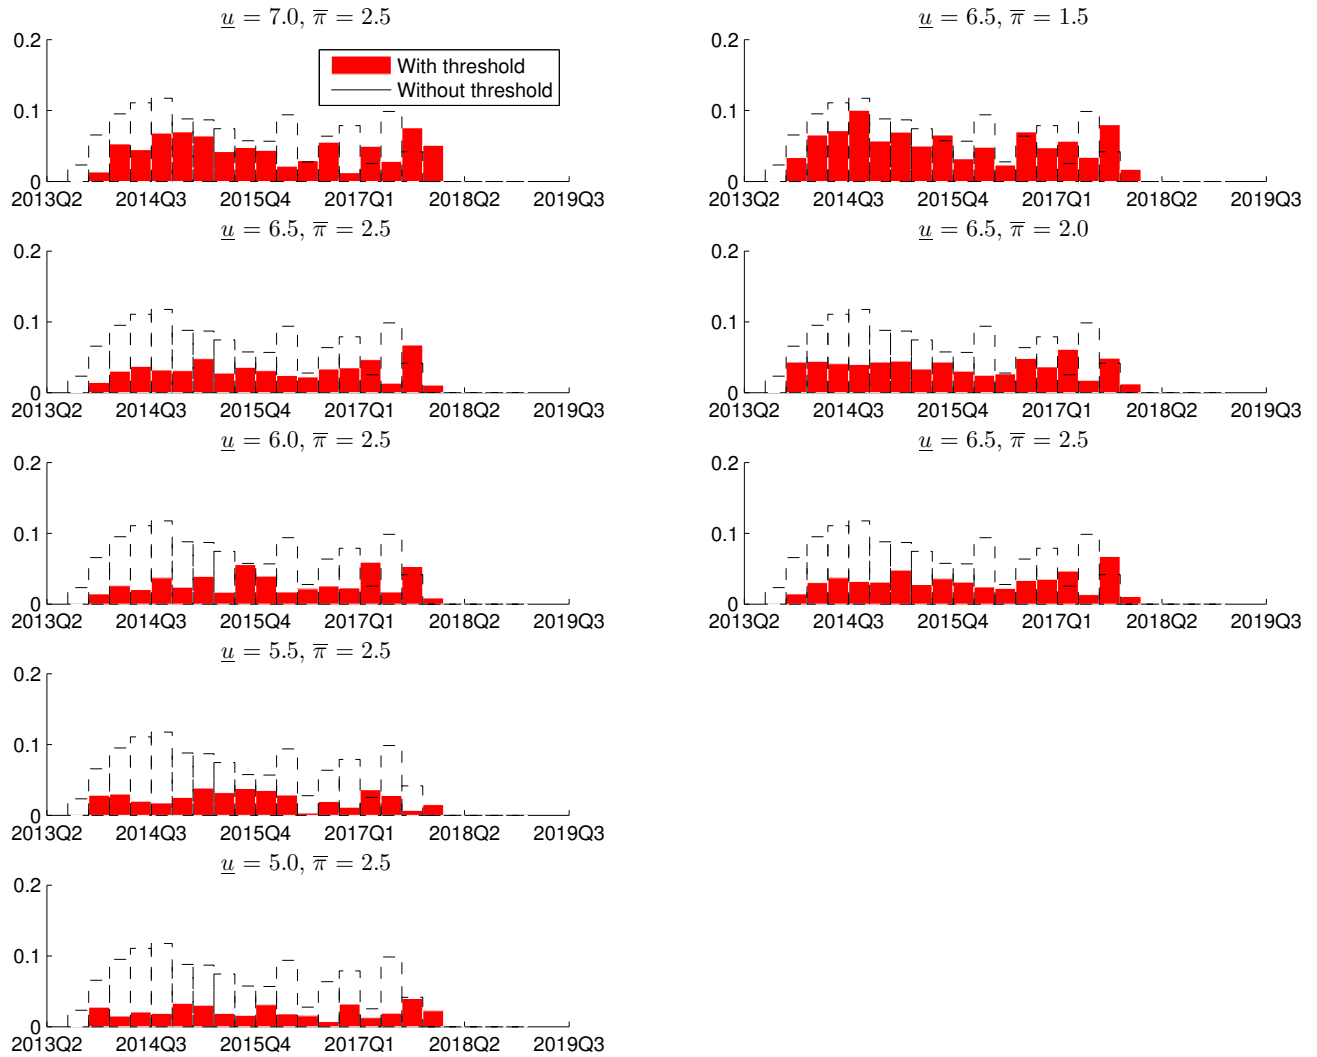 u = 7.0, π = 2.5
0.2
0.1
0
With threshold
Without threshold
2013Q2 2014Q3 2015Q4 2017Q1 2018Q2 2019Q3
u = 6.5, π = 1.5
0.2
0.1
0
2013Q2 2014Q3 2015Q4 2017Q1 2018Q2 2019Q3
u = 6.5, π = 2.5
0.2
0.1
0
2013Q2 2014Q3 2015Q4 2017Q1 2018Q2 2019Q3
u = 6.5, π = 2.0
0.2
0.1
0
2013Q2 2014Q3 2015Q4 2017Q1 2018Q2 2019Q3
u = 6.0, π = 2.5
0.2
0.1
0
2013Q2 2014Q3 2015Q4 2017Q1 2018Q2 2019Q3
u = 6.5, π = 2.5
0.2
0.1
0
2013Q2 2014Q3 2015Q4 2017Q1 2018Q2 2019Q3
u = 5.5, π = 2.5
0.2
0.1
0
2013Q2 2014Q3 2015Q4 2017Q1 2018Q2 2019Q3
u = 5.0, π = 2.5
0.2
0.1
0
2013Q2 2014Q3 2015Q4 2017Q1 2018Q2 2019Q3